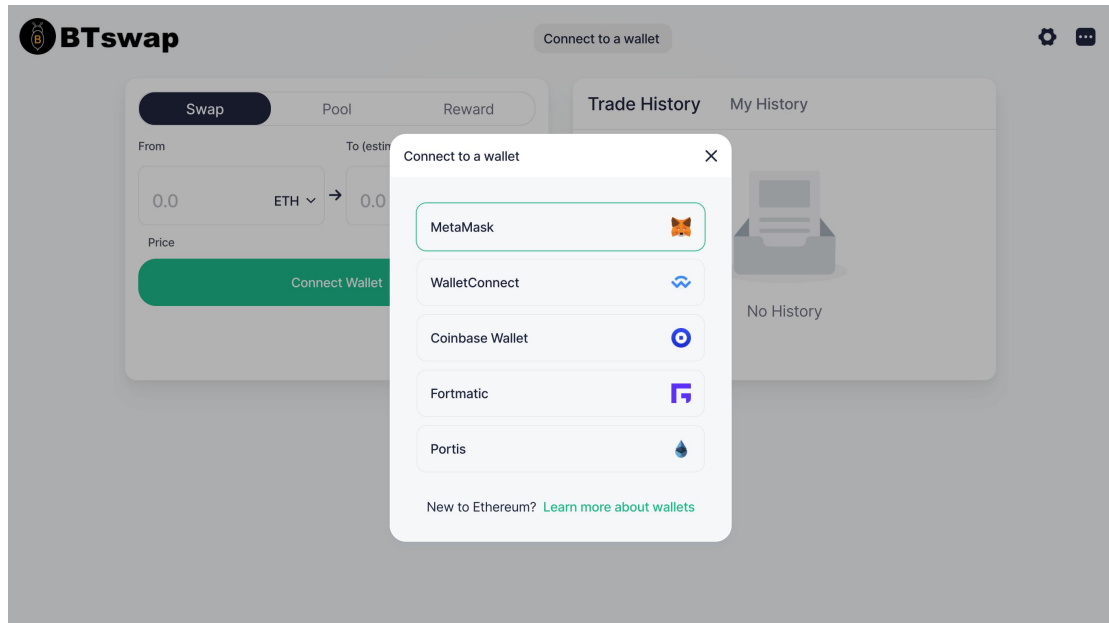 BTswap
Connect to a wallet
Swap Pool Reward
Trade History My History
From To (estim
0.0 ETH 0.0
Price
Connect Wallet
No History
Connect to a wallet
MetaMask
WalletConnect
Coinbase Wallet
Fortmatic
Portis
New to Ethereum? Learn more about wallets